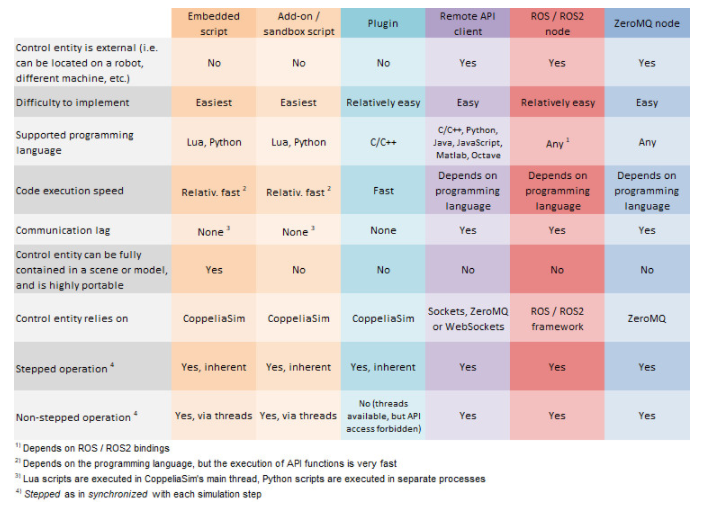 Embedded script
Add-on / sandbox script
Plugin
Remote API client
ROS / ROS2 node
ZeroMQ node
Control entity is external (i.e. can be located on a robot, different machine, etc.)
No
No
No
Yes
Yes
Yes
Difficulty to implement
Easiest
Easiest
Relatively easy
Easy
Relatively easy
Easy
Supported programming language
Lua, Python
Lua, Python
C/C++
C/C++, Python, Java, JavaScript, Matlab, Octave
Any 1
Any
Code execution speed
Relativ. fast 2
Relativ. fast 2
Fast
Depends on programming language
Depends on programming language
Depends on programming language
Communication lag
None 3
None 3
None
Yes
Yes
Yes
Control entity can be fully contained in a scene or model, and is highly portable
Yes
No
No
No
No
No
Control entity relies on
CoppeliaSim
CoppeliaSim
CoppeliaSim
Sockets, ZeroMQ or WebSockets
ROS / ROS2 framework
ZeroMQ
Stepped operation 4
Yes, inherent
Yes, inherent
Yes, inherent
Yes
Yes
Yes
Non-stepped operation 4
Yes, via threads
Yes, via threads
No (threads available, but API access forbidden)
Yes
Yes
Yes
1) Depends on ROS / ROS2 bindings
2) Depends on the programming language, but the execution of API functions is very fast
3) Lua scripts are executed in CoppeliaSim's main thread, Python scripts are executed in separate processes
4) Stepped as in synchronized with each simulation step